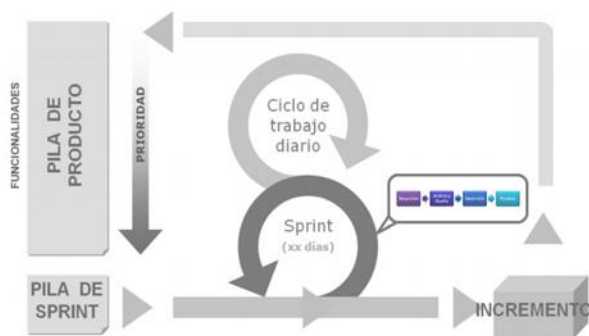 FUNCIONALIDADES
PILA DE
PRODUCTO
PRIORIDAD
Ciclo de
trabajo
diario
Sprint
(xx días)
PILA DE
SPRINT
INCREMENTO